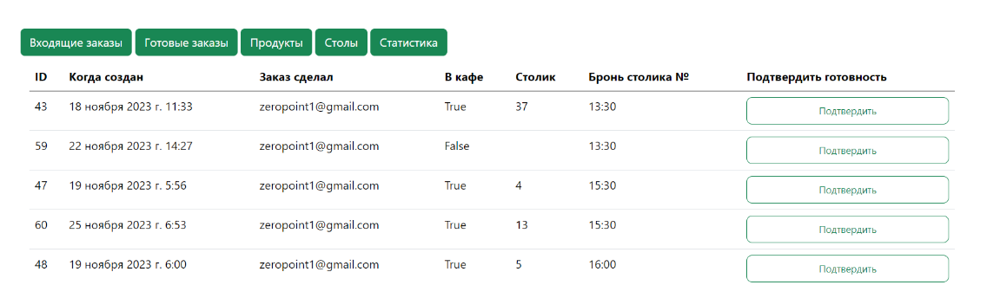 Входящие заказы Готовые заказы Продукты Столы Статистика
ID Когда создан Заказ сделал В кафе Столик Бронь столика № Подтвердить готовность
43 18 ноября 2023 г. 11:33 zeropoint1@gmail.com True 37 13:30 Подтвердить
59 22 ноября 2023 г. 14:27 zeropoint1@gmail.com False 13:30 Подтвердить
47 19 ноября 2023 г. 5:56 zeropoint1@gmail.com True 4 15:30 Подтвердить
60 25 ноября 2023 г. 6:53 zeropoint1@gmail.com True 13 15:30 Подтвердить
48 19 ноября 2023 г. 6:00 zeropoint1@gmail.com True 5 16:00 Подтвердить